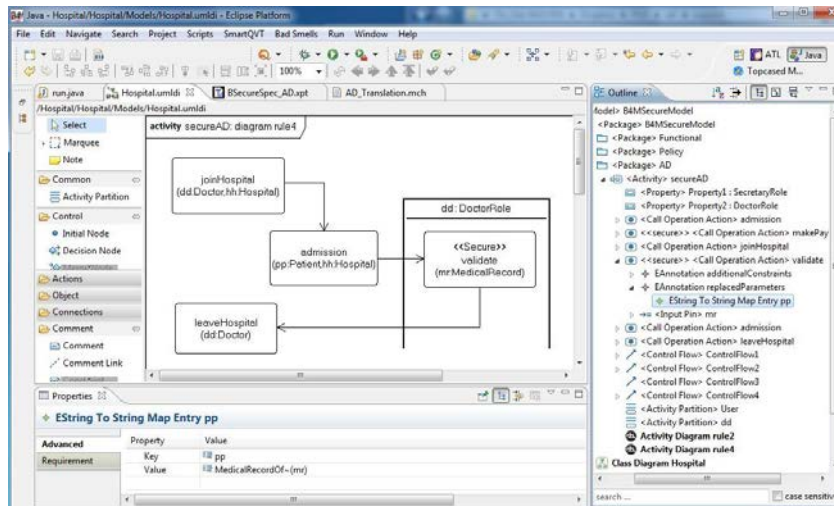 Java - Hospital/Hospital/Models/Hospital.umldi - Eclipse Platform
File Edit Navigate Search Project Scripts SmartQVT Bad Smells Run Window Help
100%
ATL Java
Topcased M...
run.java Hospital.umldi BSecureSpec_AD.xpt AD_Translation.mch
/Hospital/Hospital/Models/Hospital.umldi
Select
Marquee
Note
Common
Activity Partition
Control
Initial Node
Decision Node
Actions
Object
Connections
Comment
Comment
Comment Link
activity secureAD: diagram rule4
joinHospital
(dd:Doctor,hh:Hospital)
dd : DoctorRole
admission
(pp:Patient,hh:Hospital)
<<Secure>>
validate
(mr:MedicalRecord)
leaveHospital
(dd:Doctor)
Properties
EString To String Map Entry pp
Advanced
Requirement
Property Value
Key pp
Value MedicalRecordOf~(mr)
Outline
<Model> B4MSecureModel
<Package> B4MSecureModel
<Package> Functional
<Package> Policy
<Package> AD
<Activity> secureAD
<Property> Property1 : SecretaryRole
<Property> Property2 : DoctorRole
<Call Operation Action> admission
<<secure>> <Call Operation Action> makePay
<Call Operation Action> joinHospital
<<secure>> <Call Operation Action> validate
EAnnotation additionalConstraints
EAnnotation replacedParameters
EString To String Map Entry pp
<Input Pin> mr
<Call Operation Action> admission
<Call Operation Action> leaveHospital
<Control Flow> ControlFlow1
<Control Flow> ControlFlow2
<Control Flow> ControlFlow3
<Control Flow> ControlFlow4
<Activity Partition> User
<Activity Partition> dd
Activity Diagram rule2
Activity Diagram rule4
Class Diagram Hospital
search ... case sensitiv